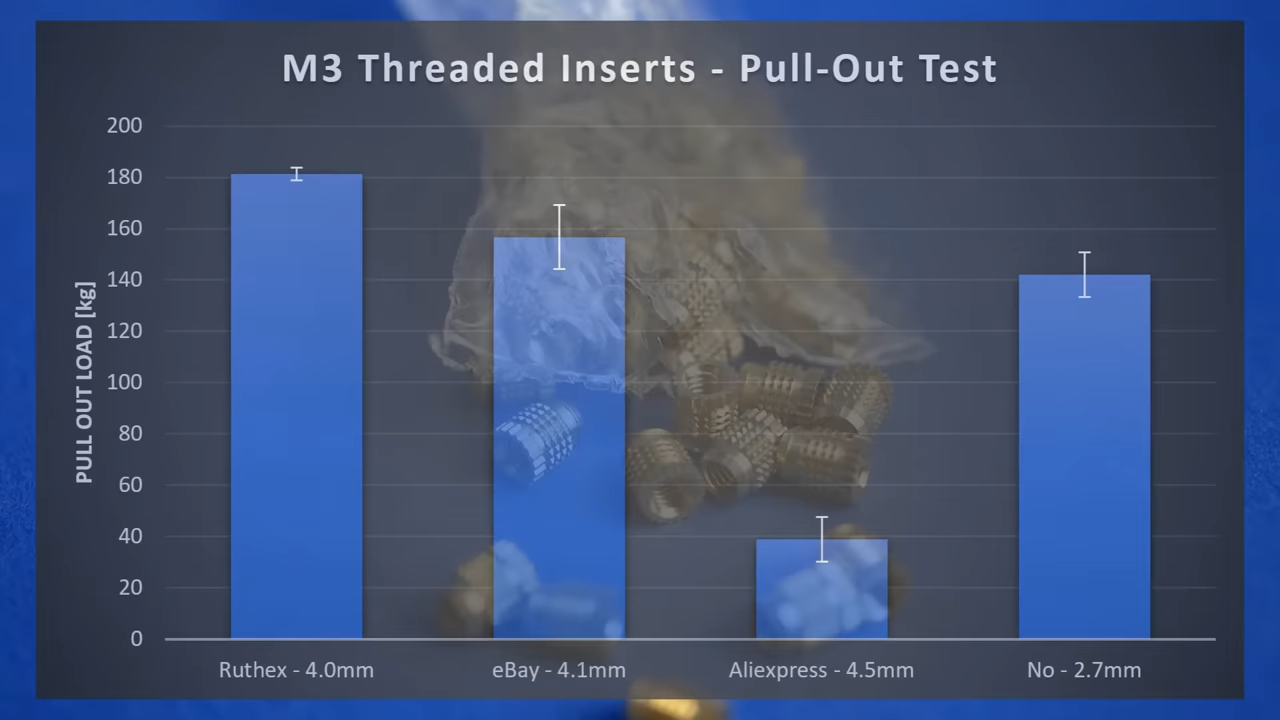 M3 Threaded Inserts - Pull-Out Test
200
180
160
140
120
100
80
60
40
20
0
PULL OUT LOAD [kg]
Ruthex - 4.0mm
eBay - 4.1mm
Aliexpress - 4.5mm
No - 2.7mm